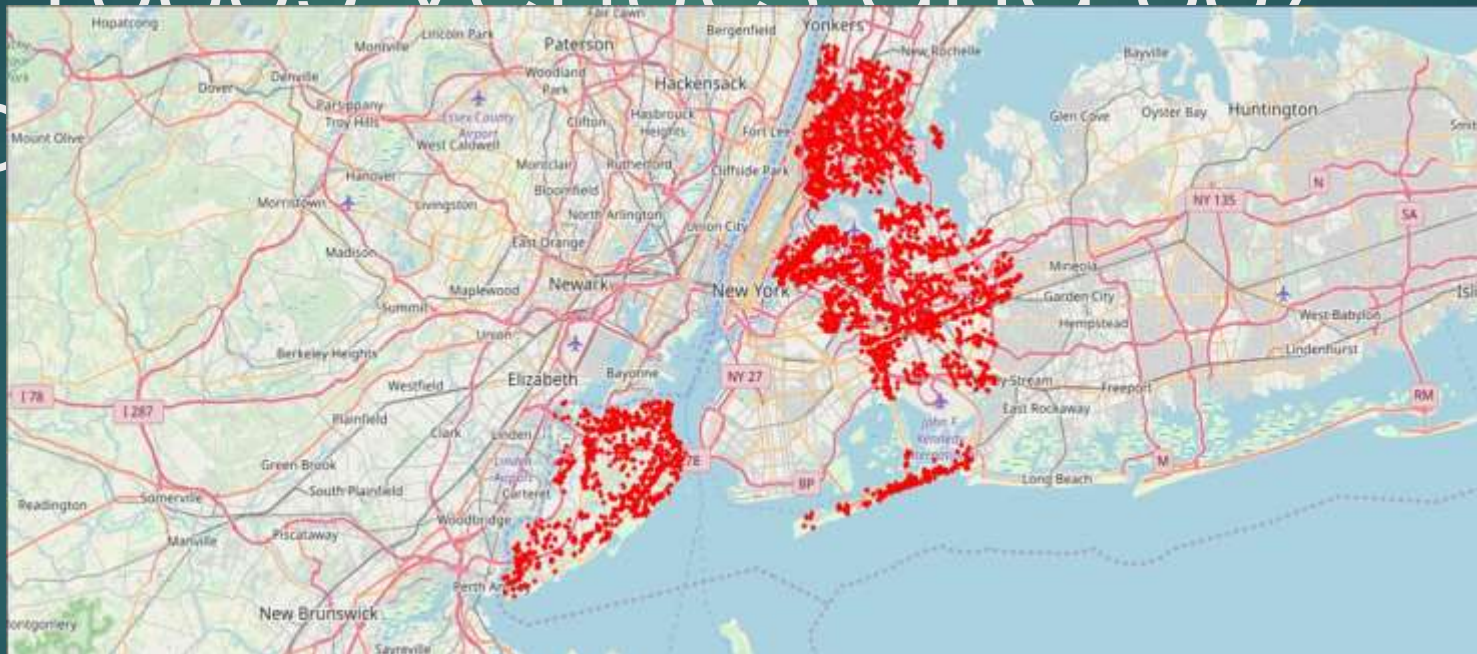 Hopatcong
Fair Lawn
Yonkers
Lincoln Park
Bergenfield
Montville
Paterson
New Rochelle
Bayville
Denville
Woodland
Park
Hackensack
Dover
Parsippany
Troy Hills
Essex County
Airport
Hasbrouck
Heights
Glen Cove
Oyster Bay
Huntington
Clifton
Fort Lee
Mount Olive
West Caldwell
Montclair
Rutherford
Cliffside Park
Hanover
Bloomfield
N
Morristown
Livingston
North Arlington
NY 135
SA
Union City
East Orange
Madison
Mineola
Maplewood
Newark
New York
Garden City
Summit
Hempstead
West Babylon
Union
Berkeley Heights
Lindenhurst
Westfield
Elizabeth
Bayonne
NY 27
Freeport
I 78
I 287
East Rockaway
RM
Plainfield
Clark
Linden
John F
Kennedy
Green Brook
Linden
Airport
M
South Plainfield
Carteret
BP
Long Beach
Somerville
Readington
Woodbridge
Manville
Piscataway
New Brunswick
Sayreville